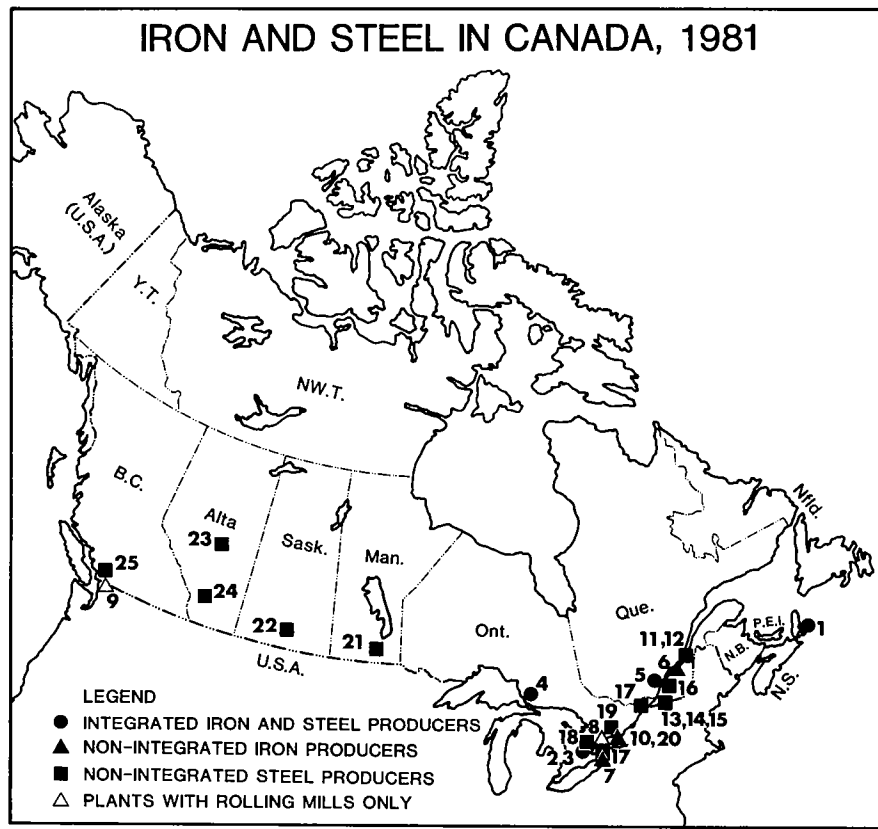 IRON AND STEEL IN CANADA, 1981
Alaska
(U.S.A.)
Y.T.
N.W.T.
B.C.
Alta
Sask.
Man.
Ont.
Que.
Nfld.
P.E.I.
N.B.
N.S.
U.S.A.
23
24
25
9
22
21
4
11,12
6
5
16
17
13,14,15
1
19
8
18
10,20
2,3
17
7
LEGEND
INTEGRATED IRON AND STEEL PRODUCERS
NON-INTEGRATED IRON PRODUCERS
NON-INTEGRATED STEEL PRODUCERS
PLANTS WITH ROLLING MILLS ONLY